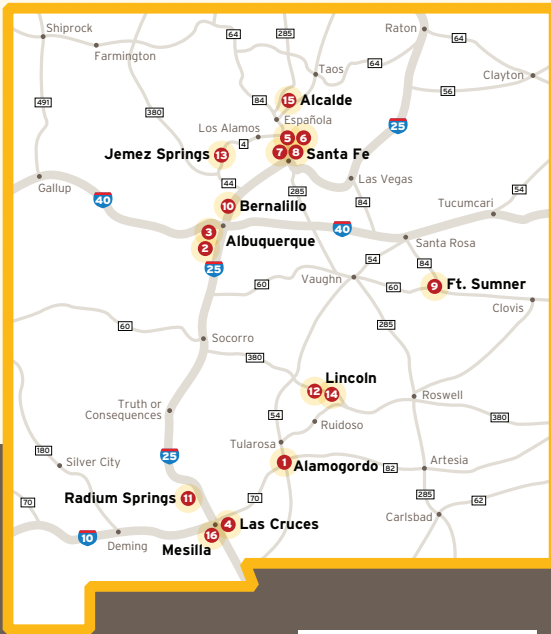 Shiprock
64
285
Raton
64
Farmington
Taos
64
Clayton
491
84
15 Alcalde
56
380
Española
25
Los Alamos
5 6
4
Jemez Springs 13
7 8 Santa Fe
Gallup
44
Las Vegas
40
285
54
10 Bernalillo
84
Tucumcari
3
40
2
Albuquerque
Santa Rosa
25
54
84
Vaughn
60
60
9 Ft. Sumner
Clovis
60
285
Socorro
380
Lincoln
12 14
Truth or
Consequences
54
Roswell
Ruidoso
380
180
25
Tularosa
Silver City
1 Alamogordo
82
Artesia
Radium Springs 11
70
285
62
70
Carlsbad
4 Las Cruces
10
16
Deming
Mesilla